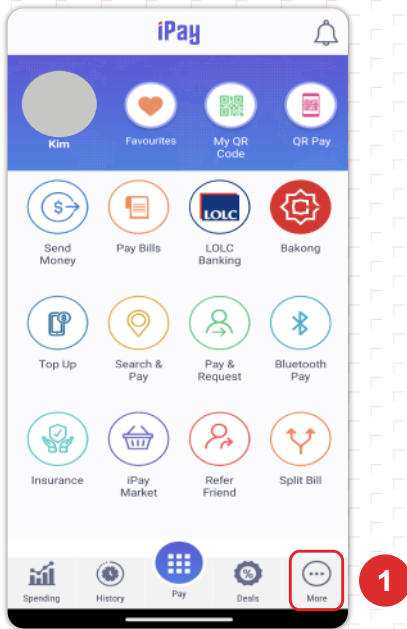 iPay
Kim
Favourites
My QR
Code
QR Pay
$
LOLC
Send
Money
Pay Bills
LOLC
Banking
Bakong
$
Top Up
Search &
Pay
Pay &
Request
Bluetooth
Pay
Insurance
iPay
Market
Refer
Friend
Split Bill
%
Spending
History
Pay
Deals
More
1